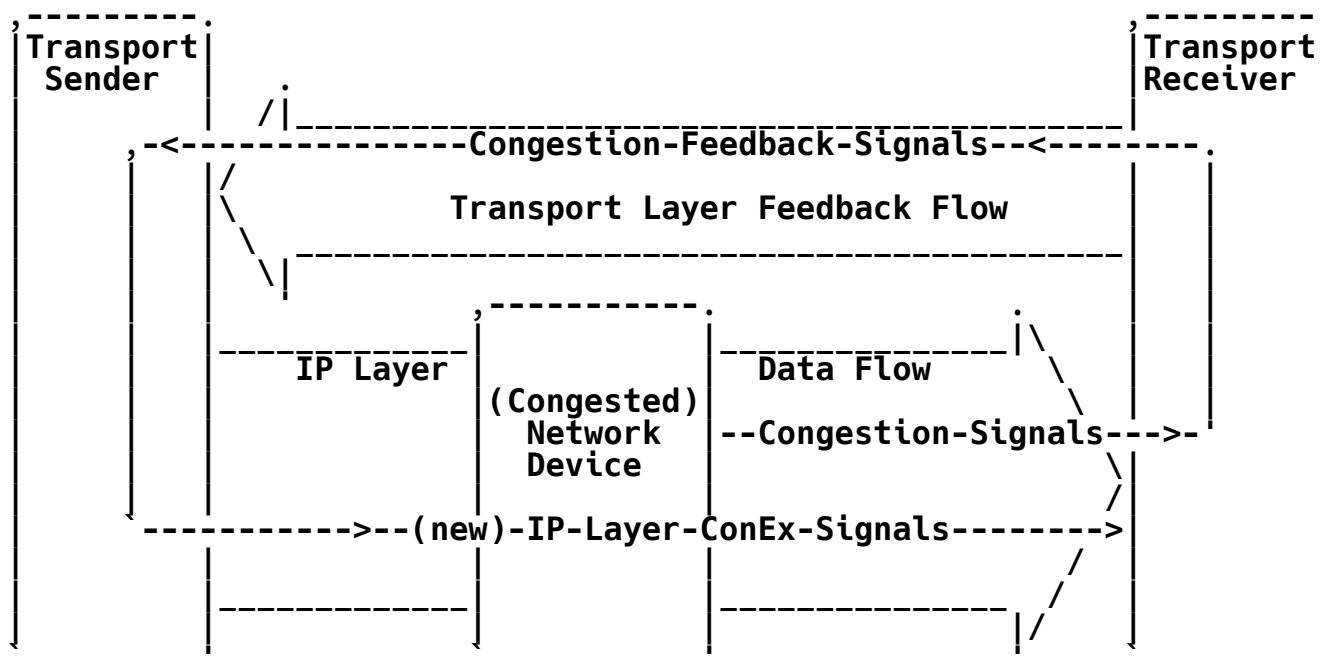 Transport Transport
Sender Receiver
Congestion-Feedback-Signals
Transport Layer Feedback Flow
IP Layer Data Flow
(Congested)
Network --Congestion-Signals--->-
Device
----------->--(new)-IP-Layer-ConEx-Signals-------->